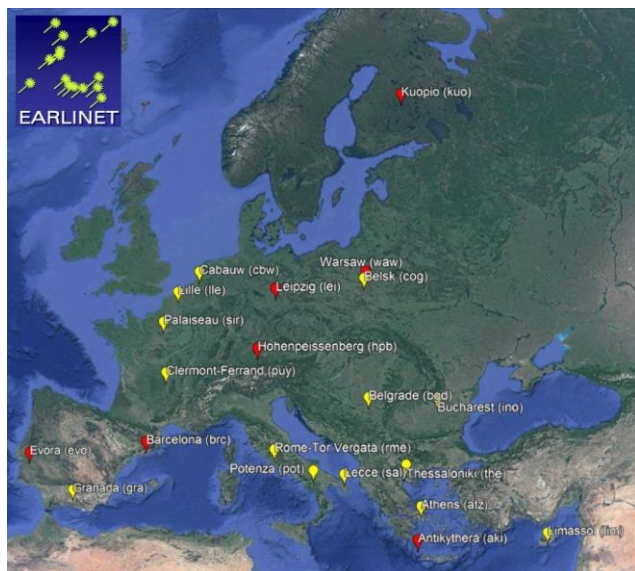 EARLINET
Kuopio (kuo)
Warsaw (waw)
Cabauw (cbw)
Belsk (cog)
Leipzig (lei)
Lille (lle)
Palaiseau (sir)
Hohenpeissenberg (hpb)
Clermont-Ferrand (puy)
Belgrade (bgd)
Bucharest (ino)
Barcelona (brc)
Evora (evo)
Rome-Tor Vergata (rme)
Potenza (pot)
Lecce (sal)
Thessaloniki (the)
Granada (gra)
Athens (atz)
Limassol (lim)
Antikythera (aki)